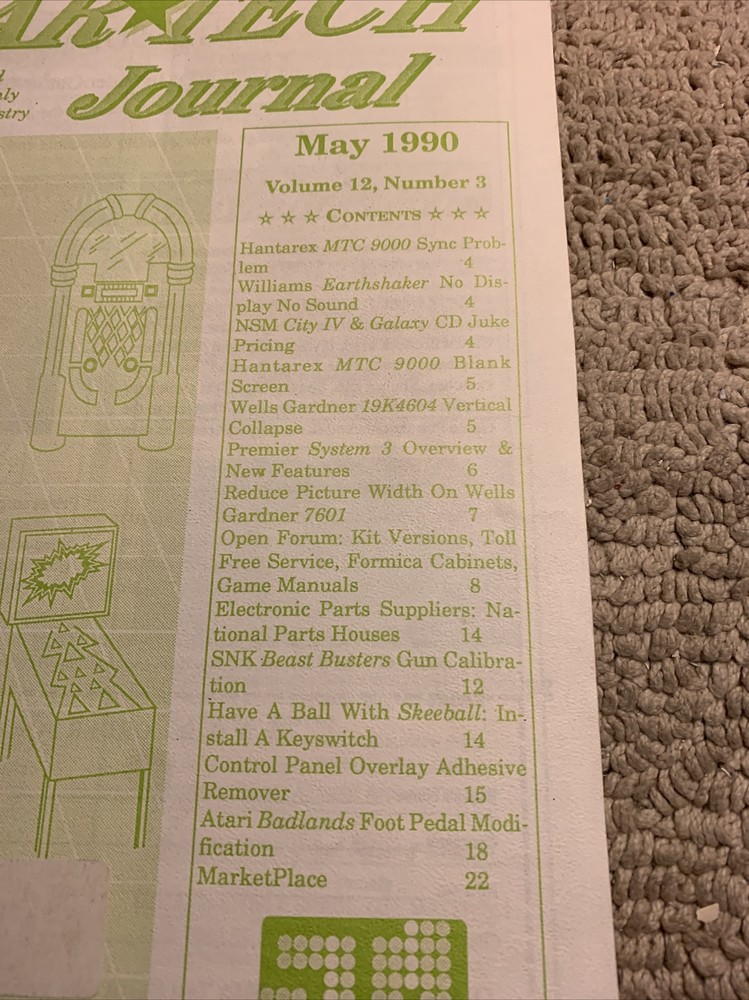 TECH
Journal
May 1990
Volume 12, Number 3
☆ ☆ ☆ CONTENTS ☆ ☆ ☆
Hantarex MTC 9000 Sync Prob-
lem 4
Williams Earthshaker No Dis-
play No Sound 4
NSM City IV & Galaxy CD Juke
Pricing 4
Hantarex MTC 9000 Blank
Screen 5
Wells Gardner 19K4604 Vertical
Collapse 5
Premier System 3 Overview &
New Features 6
Reduce Picture Width On Wells
Gardner 7601 7
Open Forum: Kit Versions, Toll
Free Service, Formica Cabinets,
Game Manuals 8
Electronic Parts Suppliers: Na-
tional Parts Houses 14
SNK Beast Busters Gun Calibra-
tion 12
Have A Ball With Skeeball: In-
stall A Keyswitch 14
Control Panel Overlay Adhesive
Remover 15
Atari Badlands Foot Pedal Modi-
fication 18
MarketPlace 22